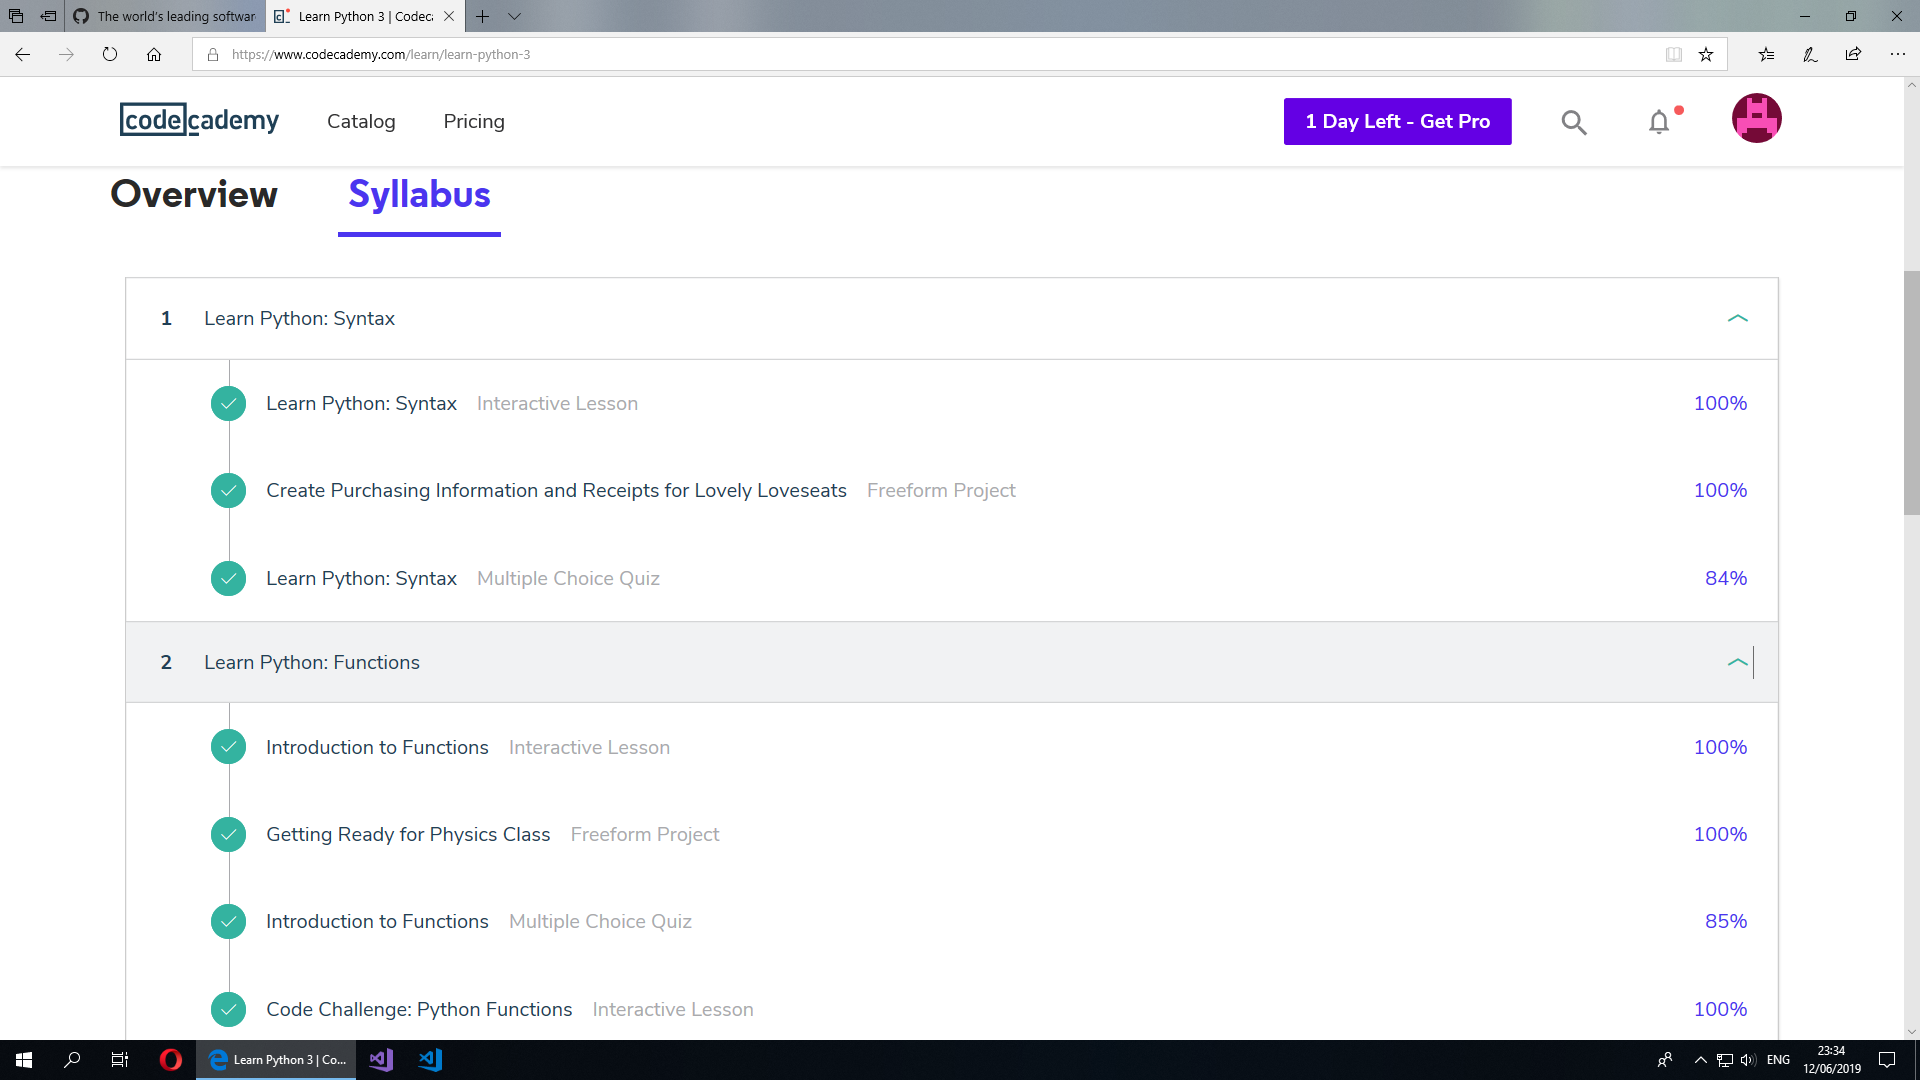 The world's leading softwar
Learn Python 3 | Codeca
https://www.codecademy.com/learn/learn-python-3
codecademy
Catalog
Pricing
1 Day Left - Get Pro
Overview
Syllabus
1 Learn Python: Syntax
Learn Python: Syntax Interactive Lesson 100%
Create Purchasing Information and Receipts for Lovely Loveseats Freeform Project 100%
Learn Python: Syntax Multiple Choice Quiz 84%
2 Learn Python: Functions
Introduction to Functions Interactive Lesson 100%
Getting Ready for Physics Class Freeform Project 100%
Introduction to Functions Multiple Choice Quiz 85%
Code Challenge: Python Functions Interactive Lesson 100%
Learn Python 3 | Co...
ENG
23:34
12/06/2019